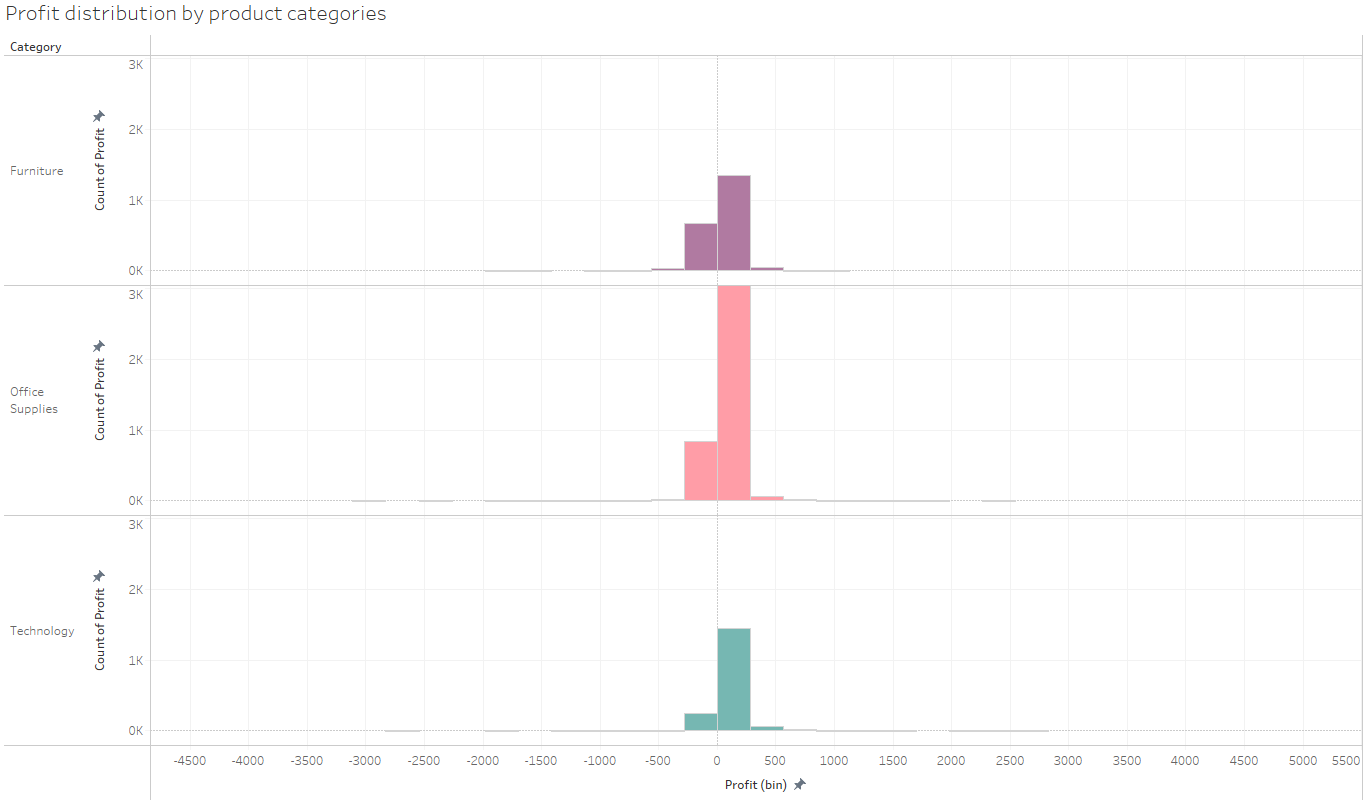 Profit distribution by product categories
Category
3K
2K
1K
0K
Count of Profit
Furniture
3K
2K
1K
0K
Count of Profit
Office
Supplies
3K
2K
1K
0K
Count of Profit
Technology
-4500 -4000 -3500 -3000 -2500 -2000 -1500 -1000 -500 0 500 1000 1500 2000 2500 3000 3500 4000 4500 5000 5500
Profit (bin)